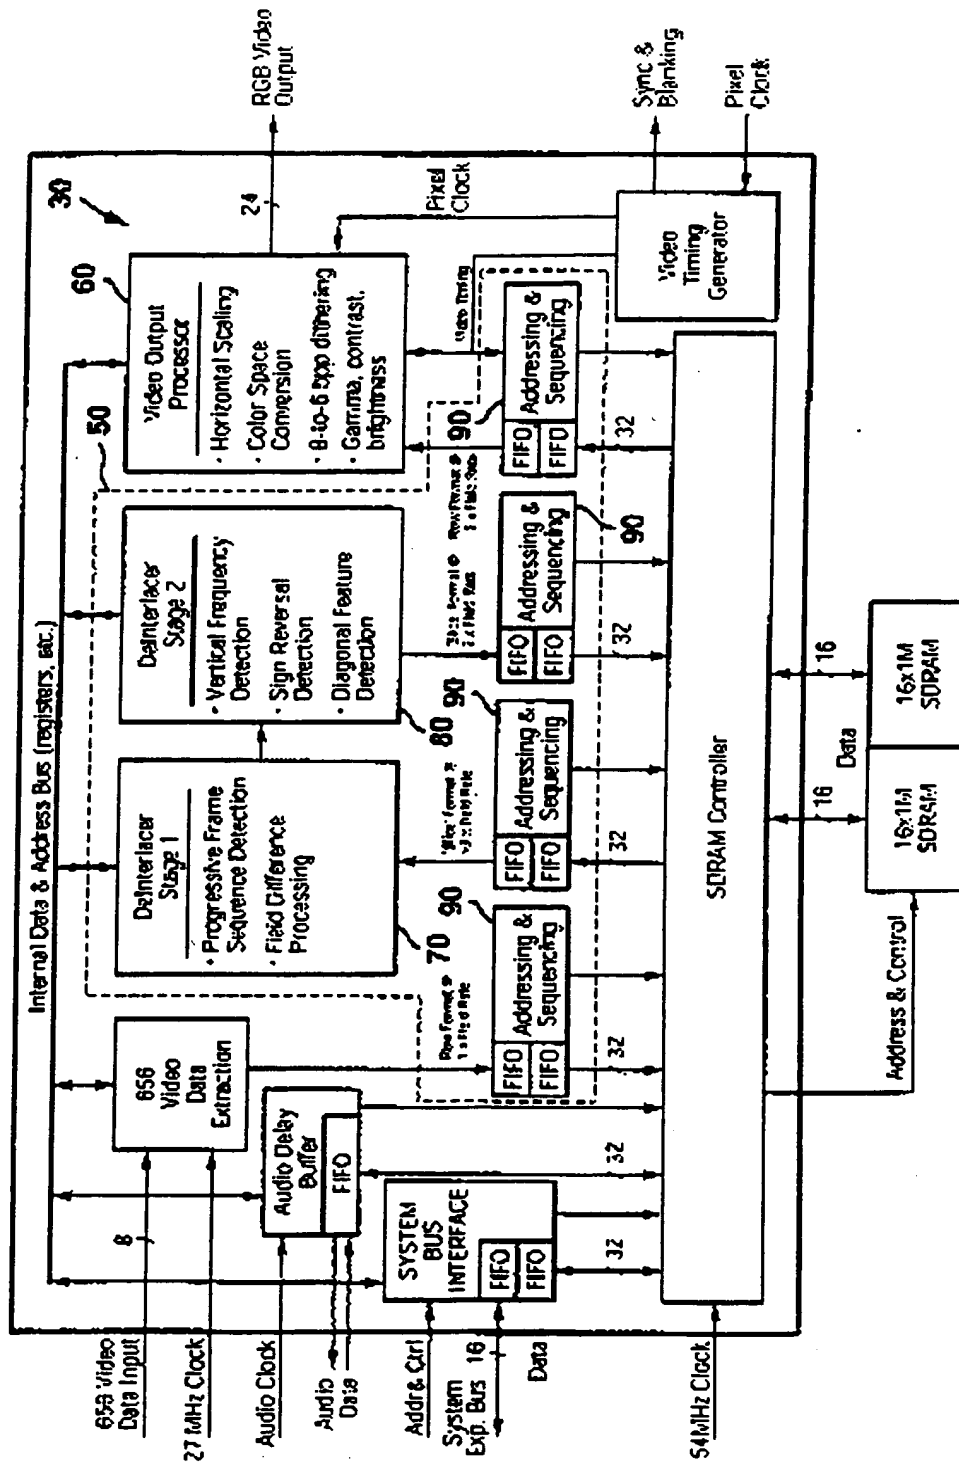 Internal Data & Address Bus (registers, etc.)
30
656 Video
Data Input
8
27 MHz Clock
656
Video
Data
Extraction
Audio Clock
Audio
Data
Audio Delay
Buffer
FIFO
Addr& Ctrl
System
Exp. Bus
16
Data
SYSTEM
BUS
INTERFACE
FIFO
FIFO
32
32
54MHz Clock
50
DeInterlacer
Stage 1
· Progressive Frame
Sequence Detection
· Field Difference
Processing
70
DeInterlacer
Stage 2
· Vertical Frequency
Detection
· Sign Reversal
Detection
· Diagonal Feature
Detection
80
Video Output
Processor
· Horizontal Scaling
· Color Space
Conversion
· 8-to-6 bpp dithering
· Gamma, contrast,
brightness
60
24
RGB Video
Output
Pixel
Clock
Video Timing
90
FIFO
FIFO
Addressing &
Sequencing
32
90
FIFO
FIFO
Addressing &
Sequencing
32
90
FIFO
FIFO
Addressing &
Sequencing
32
90
FIFO
FIFO
Addressing &
Sequencing
32
Video
Timing
Generator
Sync &
Blanking
Pixel
Clock
SDRAM Controller
Address & Control
16
Data
16
16x1M
SDRAM
16x1M
SDRAM